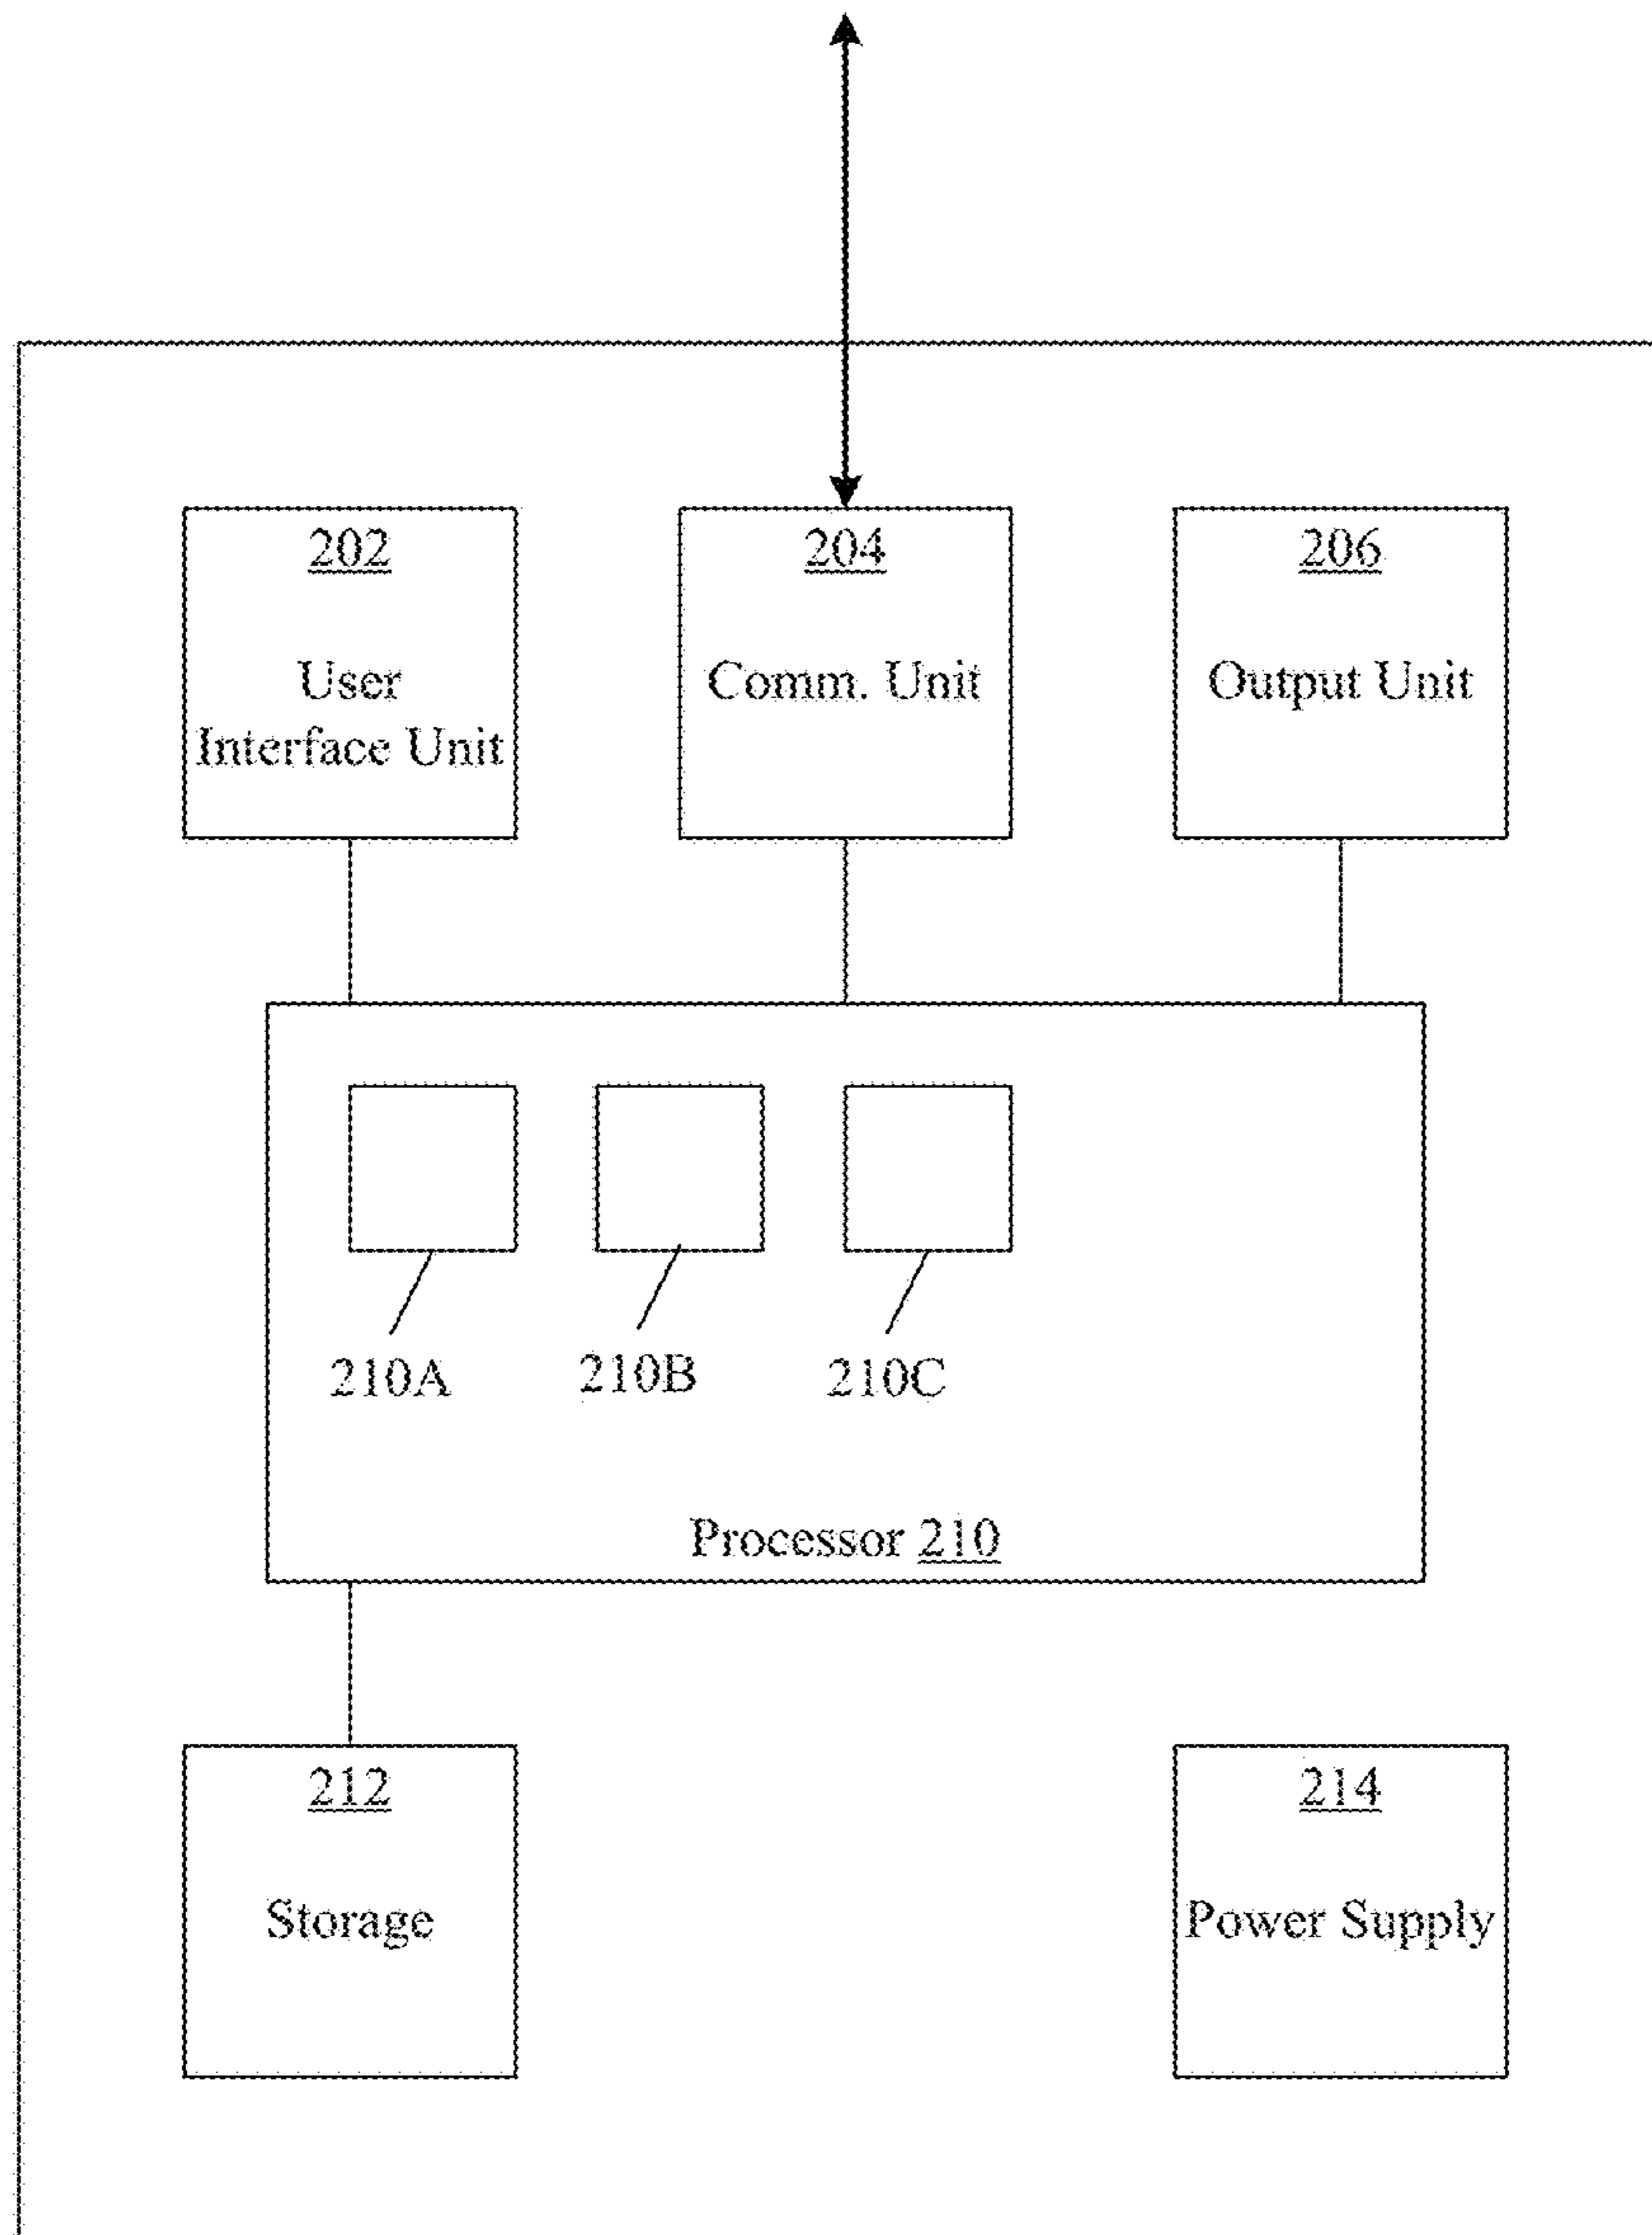 202
User
Interface Unit
204
Comm. Unit
206
Output Unit
210A
210B
210C
Processor 210
212
Storage
214
Power Supply